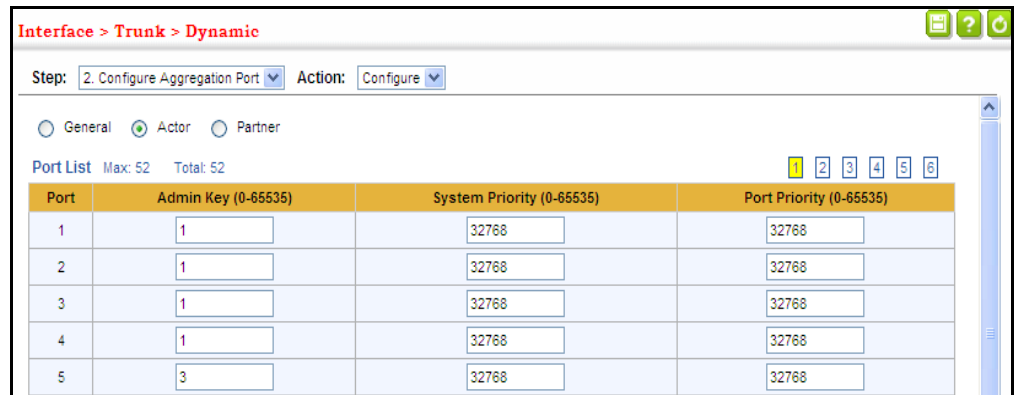 Interface > Trunk > Dynamic
?
Step: 2. Configure Aggregation Port Action: Configure
General Actor Partner
Port List Max: 52 Total: 52 1 2 3 4 5 6
Port Admin Key (0-65535) System Priority (0-65535) Port Priority (0-65535)
1 1 32768 32768
2 1 32768 32768
3 1 32768 32768
4 1 32768 32768
5 3 32768 32768